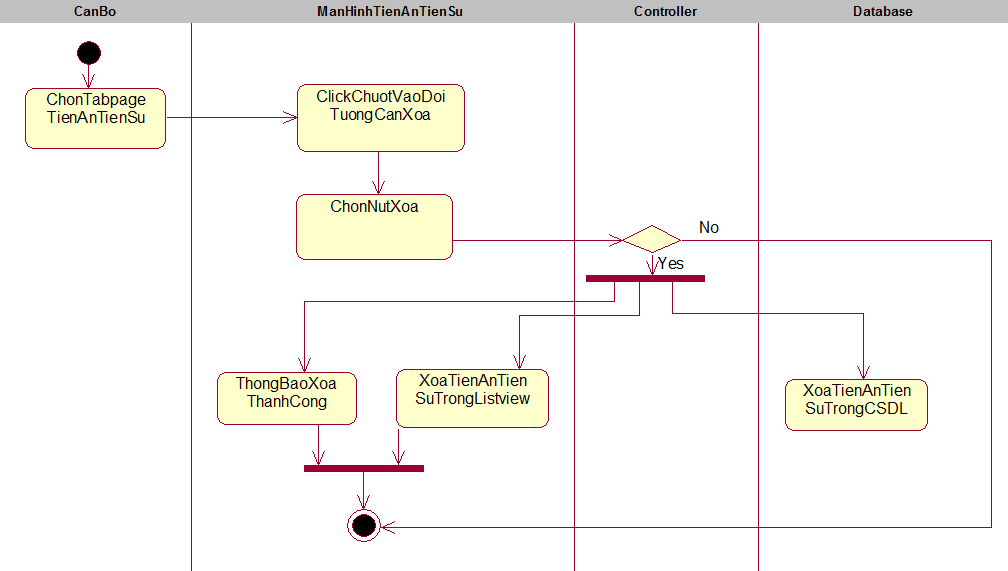 CanBo
ManHinhTienAnTienSu
Controller
Database
ChonTabpage
TienAnTienSu
ClickChuotVaoDoi
TuongCanXoa
ChonNutXoa
No
Yes
ThongBaoXoa
ThanhCong
XoaTienAnTien
SuTrongListview
XoaTienAnTien
SuTrongCSDL